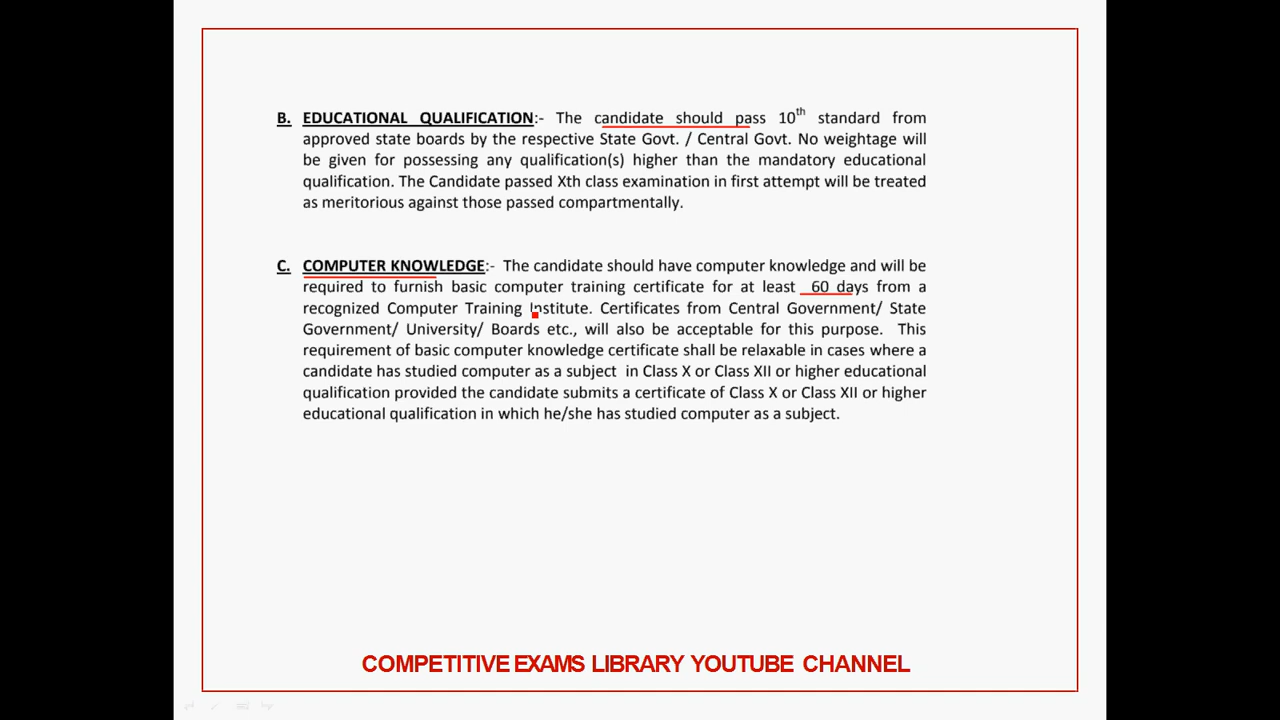 B. EDUCATIONAL QUALIFICATION:- The candidate should pass 10th standard from
approved state boards by the respective State Govt. / Central Govt. No weightage will
be given for possessing any qualification(s) higher than the mandatory educational
qualification. The Candidate passed Xth class examination in first attempt will be treated
as meritorious against those passed compartmentally.
C. COMPUTER KNOWLEDGE:- The candidate should have computer knowledge and will be
required to furnish basic computer training certificate for at least 60 days from a
recognized Computer Training Institute. Certificates from Central Government/ State
Government/ University/ Boards etc., will also be acceptable for this purpose. This
requirement of basic computer knowledge certificate shall be relaxable in cases where a
candidate has studied computer as a subject in Class X or Class XII or higher educational
qualification provided the candidate submits a certificate of Class X or Class XII or higher
educational qualification in which he/she has studied computer as a subject.
COMPETITIVE EXAMS LIBRARY YOUTUBE CHANNEL